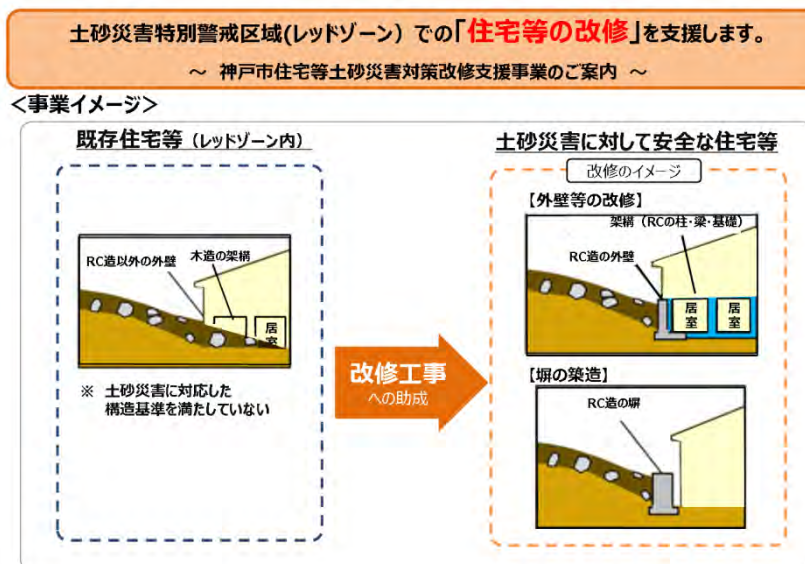 土砂災害特別警戒区域(レッドゾーン）での「住宅等の改修」を支援します。
～ 神戸市住宅等土砂災害対策改修支援事業のご案内 ～
＜事業イメージ＞
既存住宅等（レッドゾーン内）
RC造以外の外壁
木造の架構
居室
※ 土砂災害に対応した
構造基準を満たしていない
改修工事
への助成
土砂災害に対して安全な住宅等
改修のイメージ
【外壁等の改修】
架構（RCの柱・梁・基礎）
RC造の外壁
居室
居室
【塀の築造】
RC造の塀